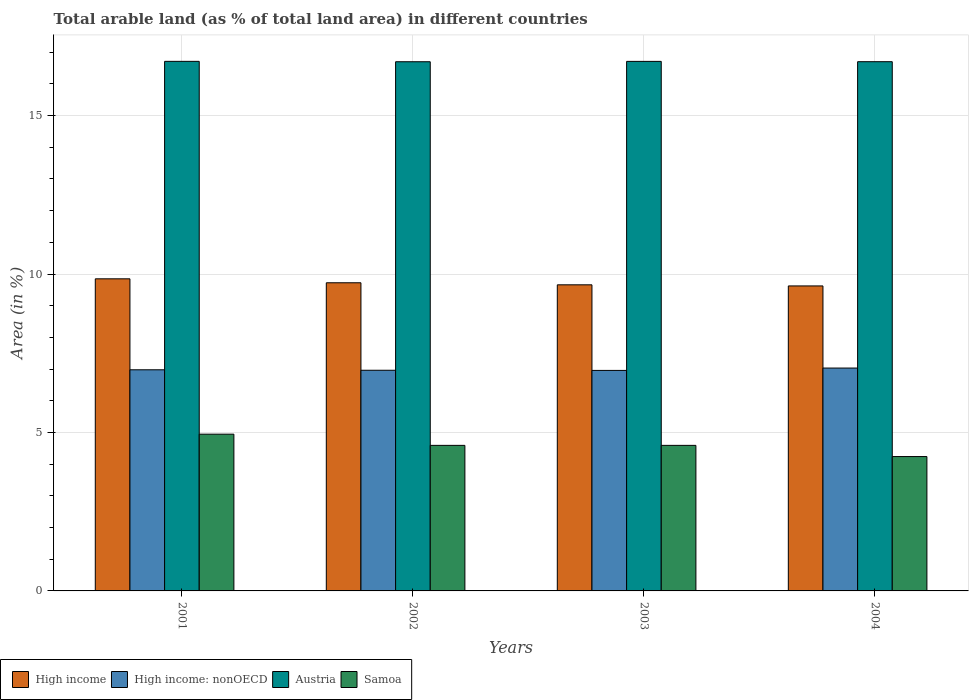 Total arable land (as % of total land area) in different countries
Area (in %)
15
10
5
0
2001
2002
2003
2004
Years
High income
High income: nonOECD
Austria
Samoa